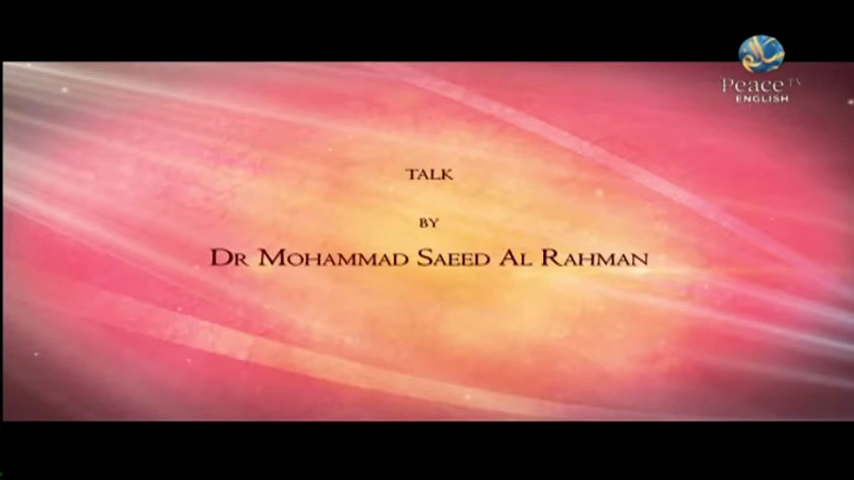 Peace TV
ENGLISH
TALK
BY
DR MOHAMMAD SAEED AL RAHMAN